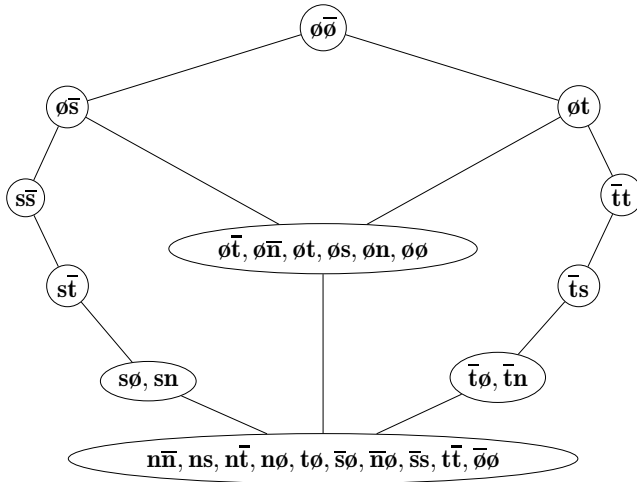 øø̅
øs̅ øt
ss̅ t̅t
øt̅, øn̅, øt, øs, øn, øø
st̅ t̅s
sø, sn t̅ø, t̅n
nn̅, ns, nt̅, nø, tø, s̅ø, n̅ø, s̅s, tt̅, ø̅ø